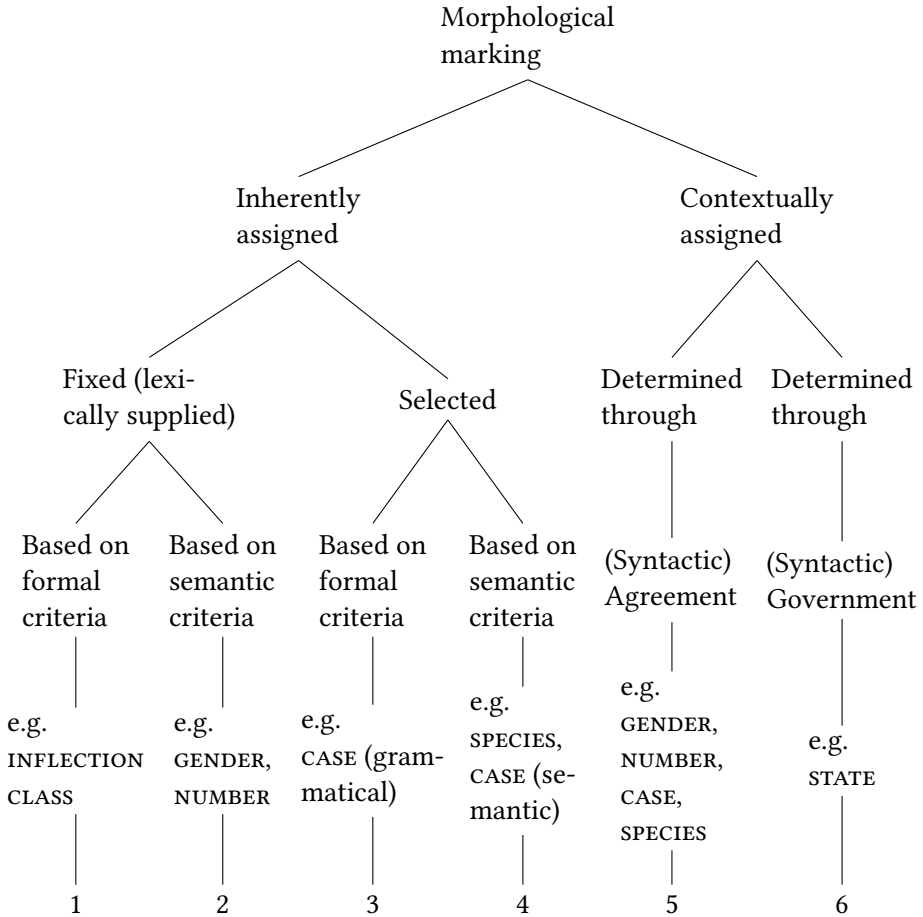 Morphological
marking
Inherently
assigned
Contextually
assigned
Fixed (lexi-
cally supplied)
Selected
Determined
through
Determined
through
Based on
formal
criteria
Based on
semantic
criteria
Based on
formal
criteria
Based on
semantic
criteria
(Syntactic)
Agreement
(Syntactic)
Government
e.g.
INFLECTION
CLASS
e.g.
GENDER,
NUMBER
e.g.
CASE (gram-
matical)
e.g.
SPECIES,
CASE (se-
mantic)
e.g.
GENDER,
NUMBER,
CASE,
SPECIES
e.g.
STATE
1
2
3
4
5
6